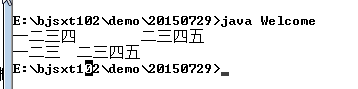 E:\bjsxt102\demo\20150729>java Welcome
一二三四        二三四五
一二三  二三四五
E:\bjsxt102\demo\20150729>